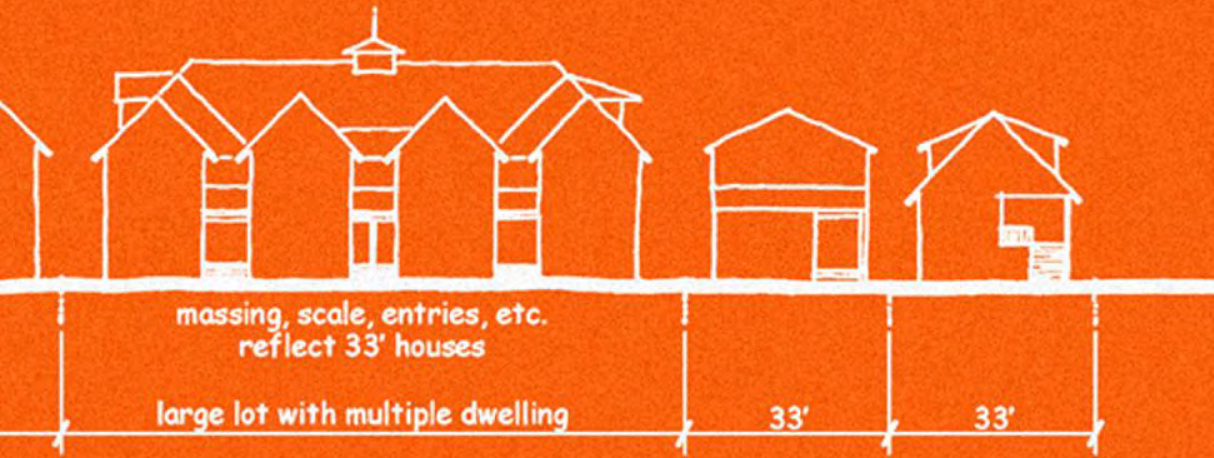 massing, scale, entries, etc.
reflect 33' houses
large lot with multiple dwelling
33'
33'